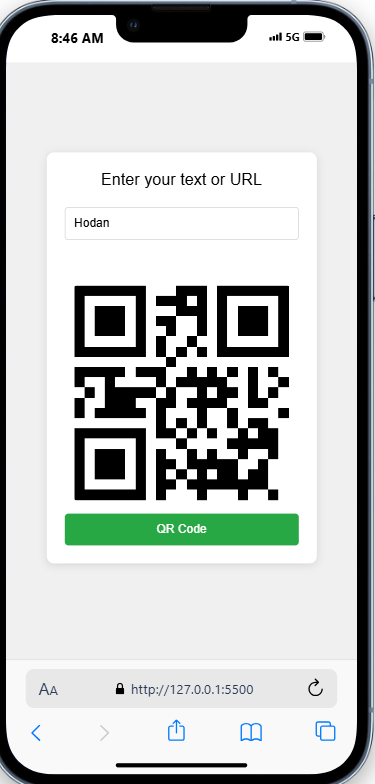 8:46 AM
5G
Enter your text or URL
Hodan
QR Code
AA
http://127.0.0.1:5500